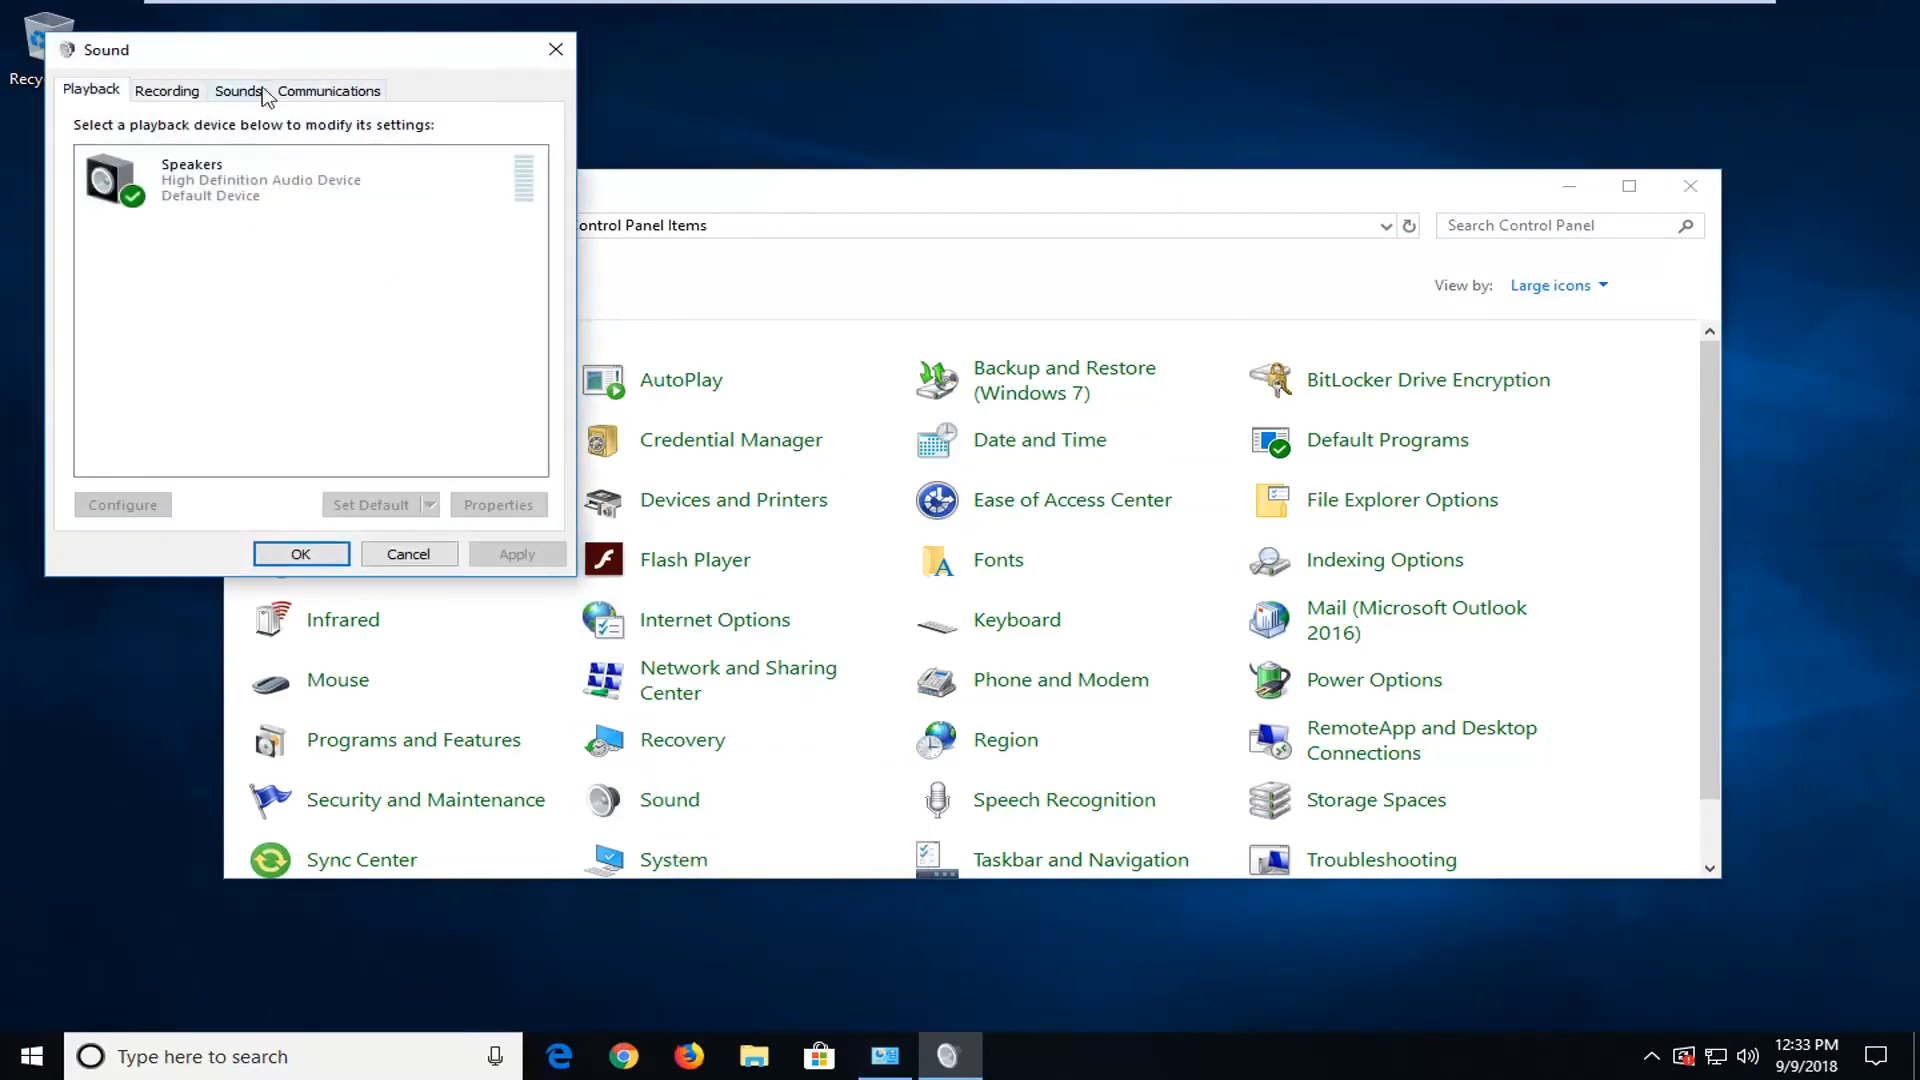 Recy
Sound
Playback
Recording
Sounds
Communications
Select a playback device below to modify its settings:
Speakers
High Definition Audio Device
Default Device
Configure
Set Default
Properties
OK
Cancel
Apply
ontrol Panel Items
Search Control Panel
View by:
Large icons
AutoPlay
Backup and Restore
(Windows 7)
BitLocker Drive Encryption
Credential Manager
Date and Time
Default Programs
Devices and Printers
Ease of Access Center
File Explorer Options
Flash Player
Fonts
Indexing Options
Infrared
Internet Options
Keyboard
Mail (Microsoft Outlook
2016)
Mouse
Network and Sharing
Center
Phone and Modem
Power Options
Programs and Features
Recovery
Region
RemoteApp and Desktop
Connections
Security and Maintenance
Sound
Speech Recognition
Storage Spaces
Sync Center
System
Taskbar and Navigation
Troubleshooting
Type here to search
12:33 PM
9/9/2018